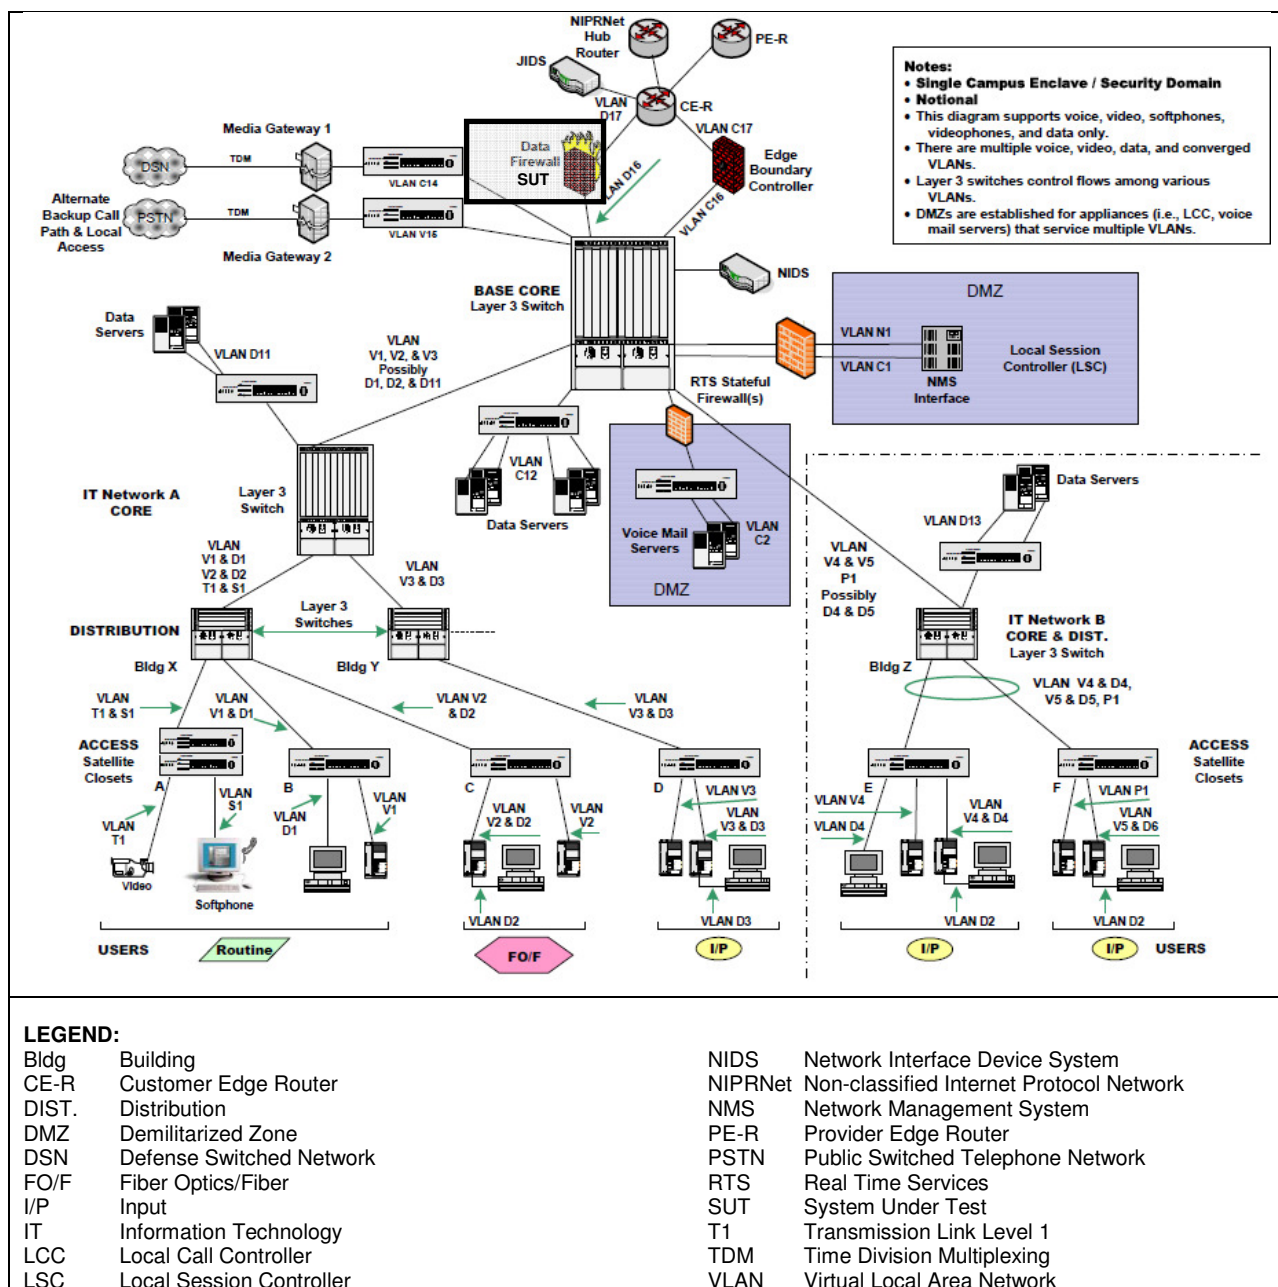 NIPRNet
Hub
Router
PE-R
JIDS
VLAN
D17
CE-R
VLAN C17
Notes:
• Single Campus Enclave / Security Domain
• Notional
• This diagram supports voice, video, softphones,
videophones, and data only.
• There are multiple voice, video, data, and converged
VLANs.
• Layer 3 switches control flows among various
VLANs.
• DMZs are established for appliances (i.e., LCC, voice
mail servers) that service multiple VLANs.
Media Gateway 1
Data
Firewall
SUT
Edge
Boundary
Controller
DSN
TDM
VLAN C14
VLAN D16
VLAN C16
Alternate
Backup Call
Path & Local
Access
PSTN
TDM
VLAN V15
Media Gateway 2
NIDS
BASE CORE
Layer 3 Switch
DMZ
Data
Servers
VLAN D11
VLAN
V1, V2, & V3
Possibly
D1, D2, & D11
VLAN N1
VLAN C1
NMS
Interface
Local Session
Controller (LSC)
RTS Stateful
Firewall(s)
VLAN
C12
Data Servers
IT Network A
CORE
Layer 3
Switch
Voice Mail
Servers
VLAN
C2
DMZ
Data Servers
VLAN D13
VLAN
V4 & V5
P1
Possibly
D4 & D5
VLAN
V1 & D1
V2 & D2
T1 & S1
VLAN
V3 & D3
DISTRIBUTION
Layer 3
Switches
Bldg X
Bldg Y
IT Network B
CORE & DIST.
Layer 3 Switch
Bldg Z
VLAN V4 & D4,
V5 & D5, P1
VLAN
T1 & S1
VLAN
V1 & D1
VLAN V2
& D2
VLAN
V3 & D3
ACCESS
Satellite
Closets
A
B
C
D
E
F
ACCESS
Satellite
Closets
VLAN
T1
VLAN
S1
VLAN
D1
VLAN
V1
VLAN
V2 & D2
VLAN
V2
VLAN V3
VLAN
V3 & D3
VLAN V4
VLAN D4
VLAN
V4 & D4
VLAN P1
VLAN
V5 & D6
Video
Softphone
VLAN D2
VLAN D3
VLAN D2
VLAN D2
USERS
Routine
FO/F
I/P
I/P
I/P
USERS
LEGEND:
Bldg Building
CE-R Customer Edge Router
DIST. Distribution
DMZ Demilitarized Zone
DSN Defense Switched Network
FO/F Fiber Optics/Fiber
I/P Input
IT Information Technology
LCC Local Call Controller
LSC Local Session Controller
NIDS Network Interface Device System
NIPRNet Non-classified Internet Protocol Network
NMS Network Management System
PE-R Provider Edge Router
PSTN Public Switched Telephone Network
RTS Real Time Services
SUT System Under Test
T1 Transmission Link Level 1
TDM Time Division Multiplexing
VLAN Virtual Local Area Network